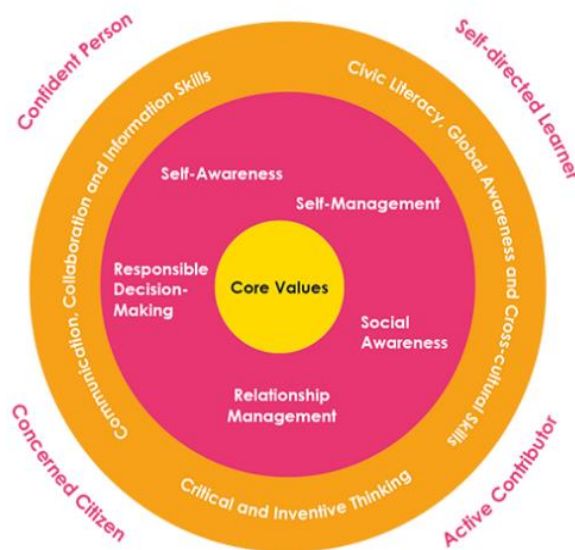 Confident Person
Self-directed Learner
Communication, Collaboration and Information Skills
Civic Literacy, Global Awareness and Cross-cultural Skills
Self-Awareness
Self-Management
Responsible
Decision-
Making
Core Values
Social
Awareness
Relationship
Management
Critical and Inventive Thinking
Concerned Citizen
Active Contributor